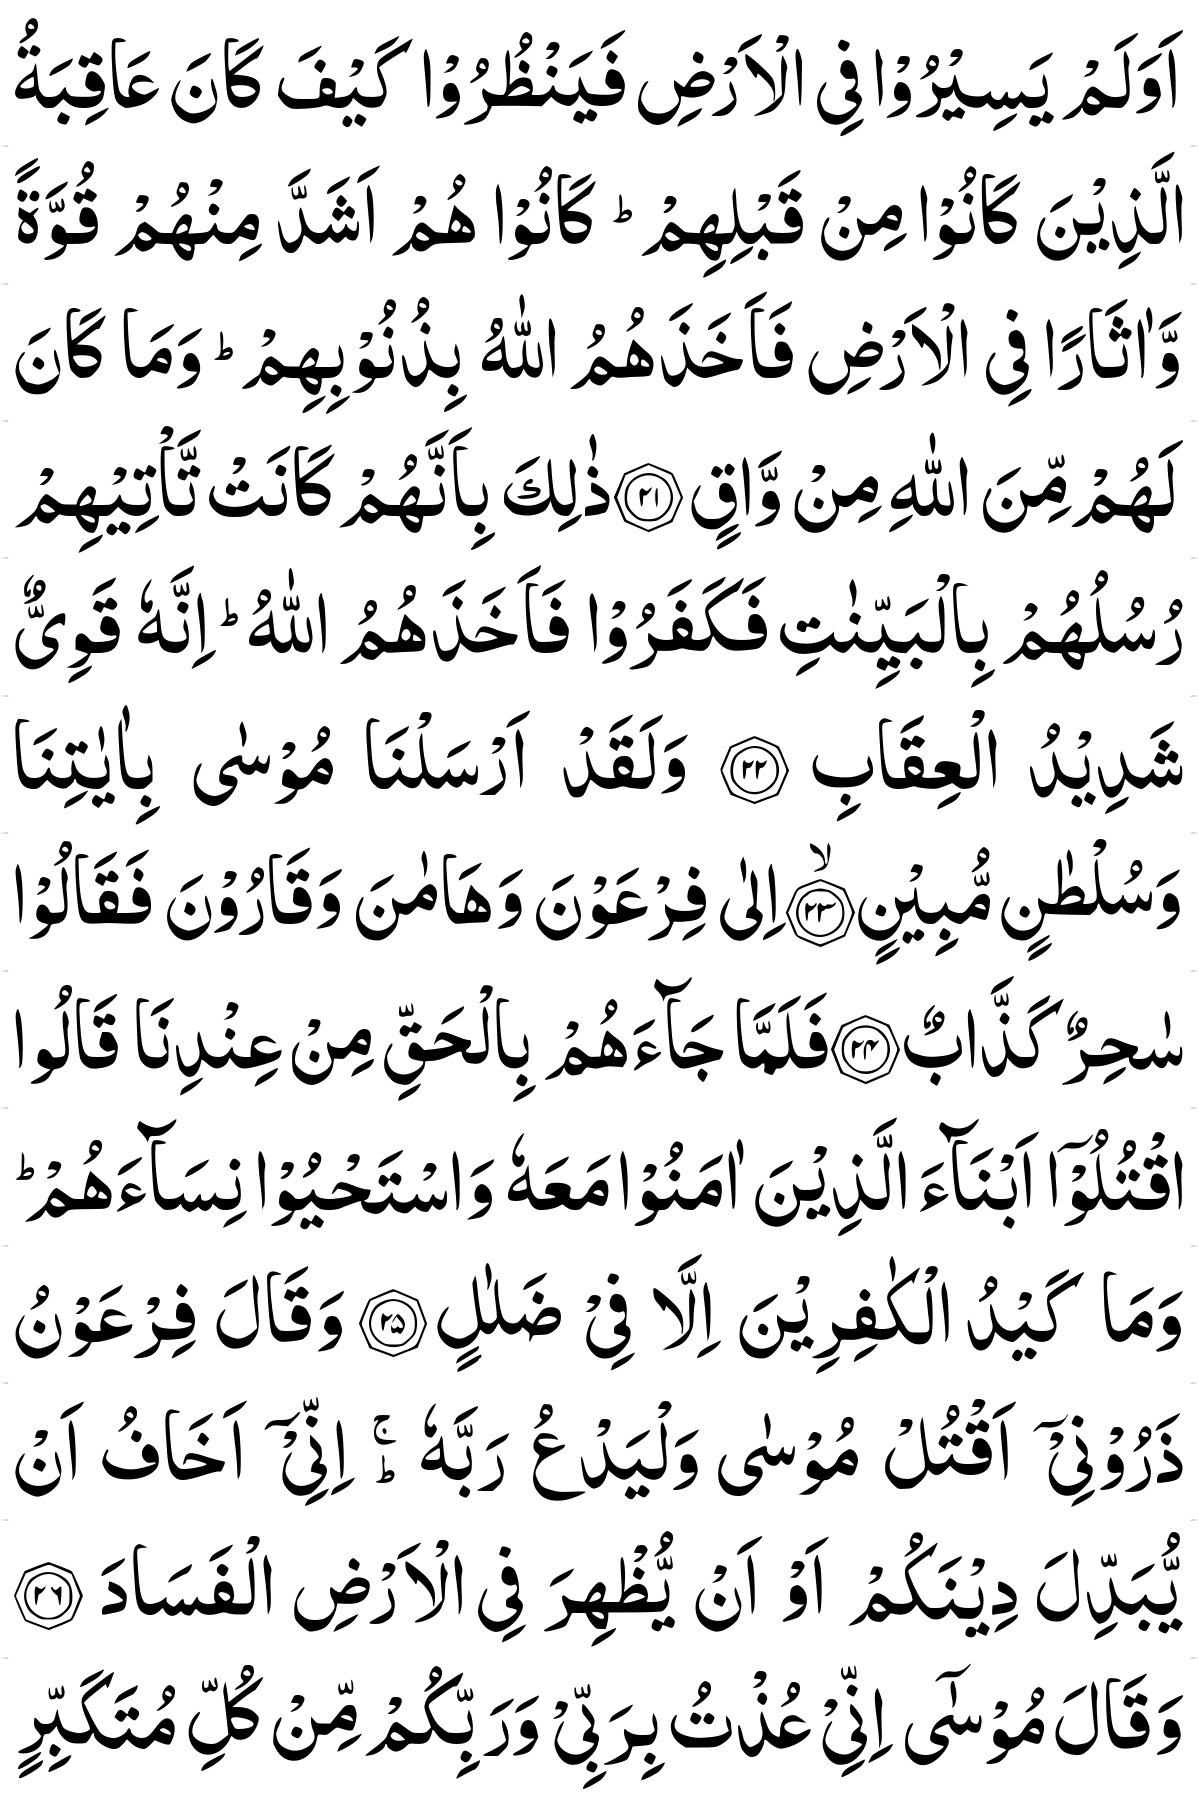 اَوَلَمْ يَسِيْرُوْا فِى الْاَرْضِ فَيَنْظُرُوْا كَيْفَ كَانَ عَاقِبَةُ
الَّذِيْنَ كَانُوْا مِنْ قَبْلِهِمْ ؕ كَانُوْا هُمْ اَشَدَّ مِنْهُمْ قُوَّةً
وَّاٰثَارًا فِى الْاَرْضِ فَاَخَذَهُمُ اللّٰهُ بِذُنُوْبِهِمْ ؕ وَمَا كَانَ
لَهُمْ مِّنَ اللّٰهِ مِنْ وَّاقٍ ﴿۲۱﴾ ذٰلِكَ بِاَنَّهُمْ كَانَتْ تَّاْتِيْهِمْ
رُسُلُهُمْ بِالْبَيِّنٰتِ فَكَفَرُوْا فَاَخَذَهُمُ اللّٰهُ ؕ اِنَّهٗ قَوِىٌّ
شَدِيْدُ الْعِقَابِ ﴿۲۲﴾ وَلَقَدْ اَرْسَلْنَا مُوْسٰى بِاٰيٰتِنَا
وَسُلْطٰنٍ مُّبِيْنٍ ۙ﴿۲۳﴾ اِلٰى فِرْعَوْنَ وَهَامٰنَ وَقَارُوْنَ فَقَالُوْا
سٰحِرٌ كَذَّابٌ ﴿۲۴﴾ فَلَمَّا جَآءَهُمْ بِالْحَقِّ مِنْ عِنْدِنَا قَالُوا
اقْتُلُوْۤا اَبْنَآءَ الَّذِيْنَ اٰمَنُوْا مَعَهٗ وَاسْتَحْيُوْا نِسَآءَهُمْ ؕ
وَمَا كَيْدُ الْكٰفِرِيْنَ اِلَّا فِىْ ضَلٰلٍ ﴿۲۵﴾ وَقَالَ فِرْعَوْنُ
ذَرُوْنِىْۤ اَقْتُلْ مُوْسٰى وَلْيَدْعُ رَبَّهٗ ؕۚ اِنِّىْۤ اَخَافُ اَنْ
يُّبَدِّلَ دِيْنَكُمْ اَوْ اَنْ يُّظْهِرَ فِى الْاَرْضِ الْفَسَادَ ﴿۲۶﴾
وَقَالَ مُوْسٰٓى اِنِّىْ عُذْتُ بِرَبِّىْ وَرَبِّكُمْ مِّنْ كُلِّ مُتَكَبِّرٍ